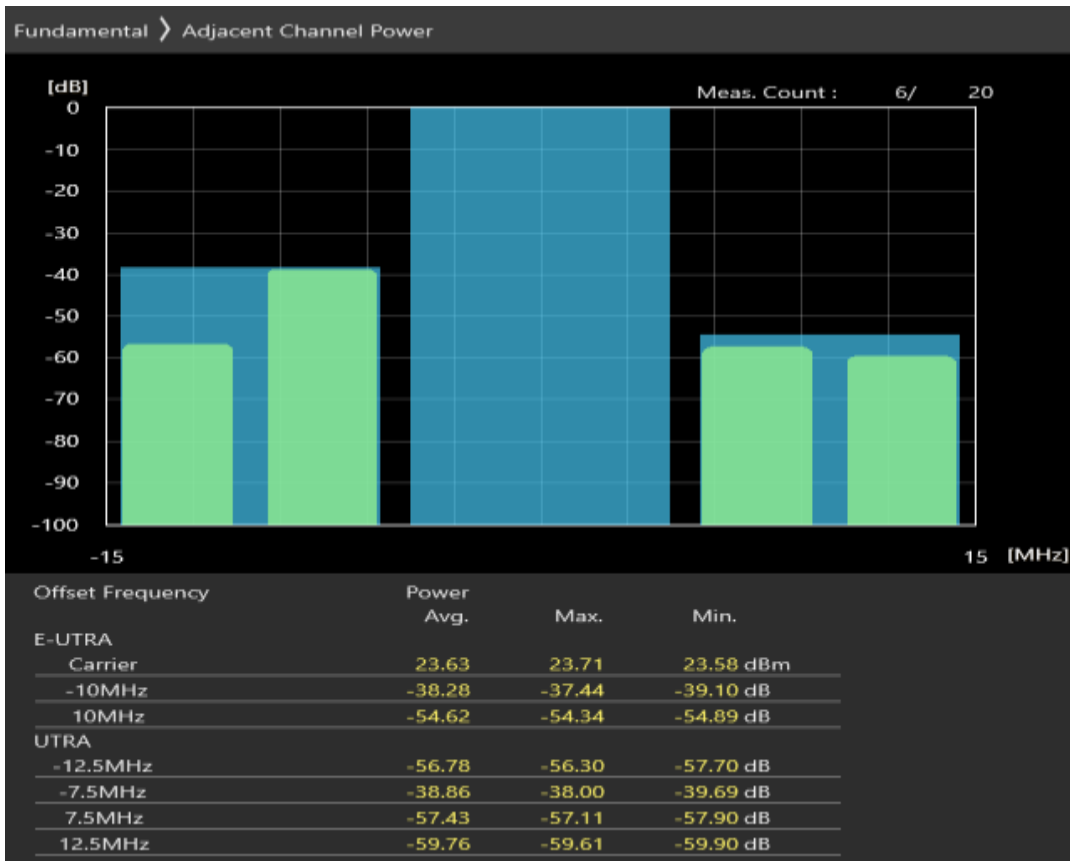 Fundamental 〉 Adjacent Channel Power
[dB]
Meas. Count : 6/ 20
0
-10
-20
-30
-40
-50
-60
-70
-80
-90
-100
-15 15 [MHz]
Offset Frequency Power
Avg. Max. Min.
E-UTRA
Carrier 23.63 23.71 23.58 dBm
-10MHz -38.28 -37.44 -39.10 dB
10MHz -54.62 -54.34 -54.89 dB
UTRA
-12.5MHz -56.78 -56.30 -57.70 dB
-7.5MHz -38.86 -38.00 -39.69 dB
7.5MHz -57.43 -57.11 -57.90 dB
12.5MHz -59.76 -59.61 -59.90 dB